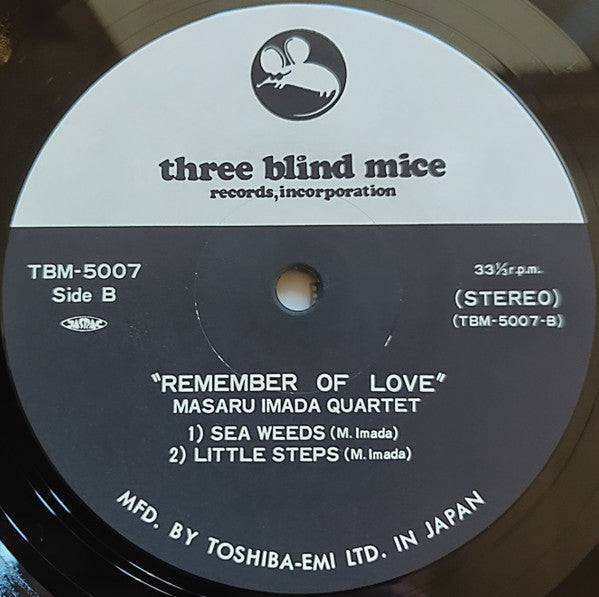 three blind mice
records,incorporation
TBM-5007
Side B
JASRAC
33⅓r.p.m.
(STEREO)
(TBM-5007-B)
"REMEMBER OF LOVE"
MASARU IMADA QUARTET
1) SEA WEEDS (M. Imada)
2) LITTLE STEPS (M. Imada)
MFD. BY TOSHIBA-EMI LTD. IN JAPAN